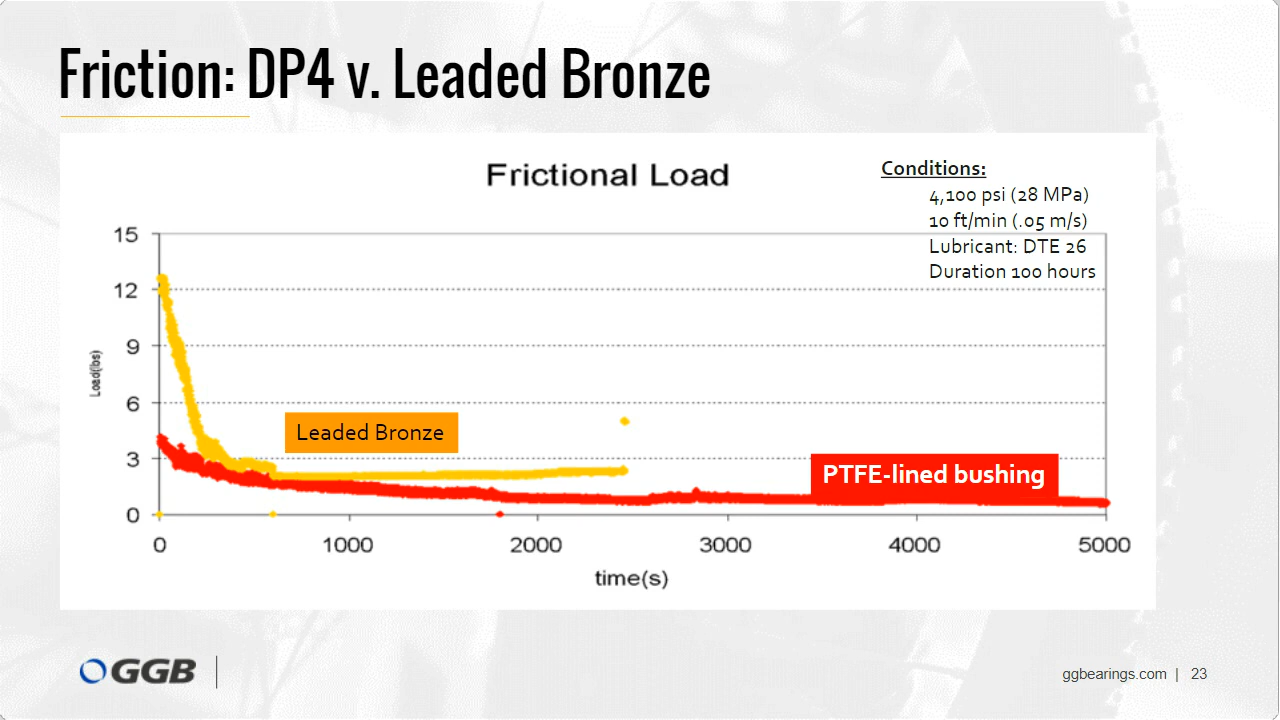 Friction: DP4 v. Leaded Bronze
Frictional Load
Conditions:
4,100 psi (28 MPa)
10 ft/min (.05 m/s)
Lubricant: DTE 26
Duration 100 hours
15
12
9
6
3
0
Load(lbs)
Leaded Bronze
PTFE-lined bushing
0 1000 2000 3000 4000 5000
time(s)
GGB
ggbearings.com | 23